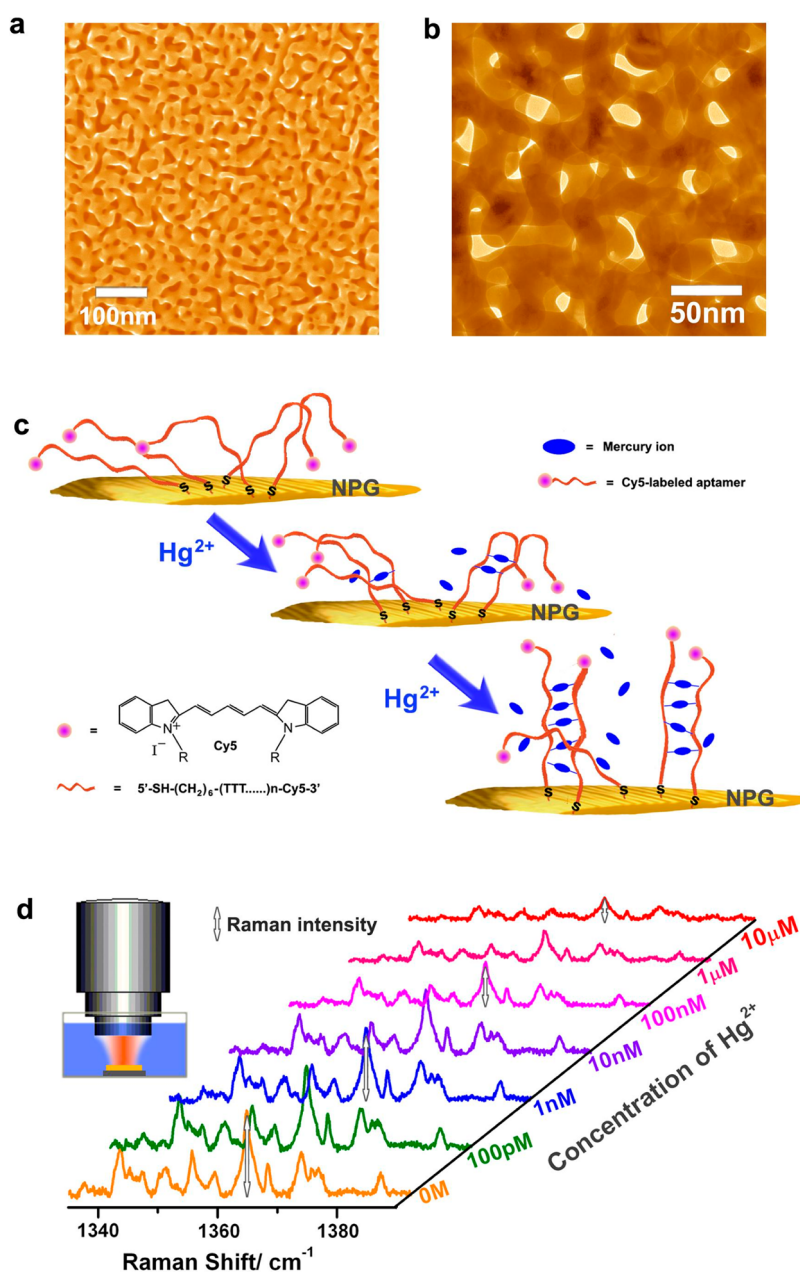 a
b
100nm
50nm
c
= Mercury ion
= Cy5-labeled aptamer
S S S S S
NPG
Hg²⁺
S S S S S
NPG
Hg²⁺
S S S S
NPG
=
N⁺
I⁻
R
Cy5
N
R
= 5'-SH-(CH₂)₆-(TTT......)n-Cy5-3'
d
Raman intensity
10μM
1μM
100nM
10nM
1nM
100pM
0M
Concentration of Hg²⁺
1340 1360 1380
Raman Shift/ cm⁻¹